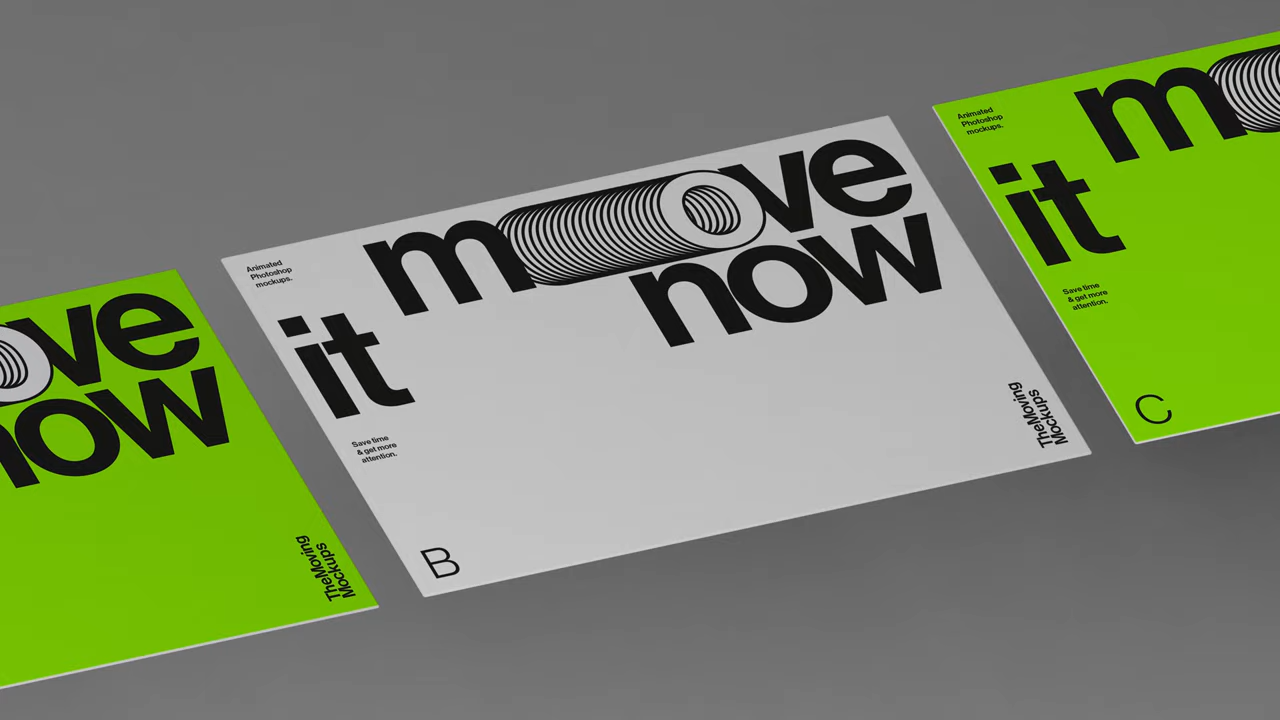 ove
now
TheMoving
Mockups
Animated
Photoshop
mockups.
move
now
it
Save time
& get more
attention.
TheMoving
Mockups
B
Animated
Photoshop
mockups.
m
it
Save time
& get more
attention.
C